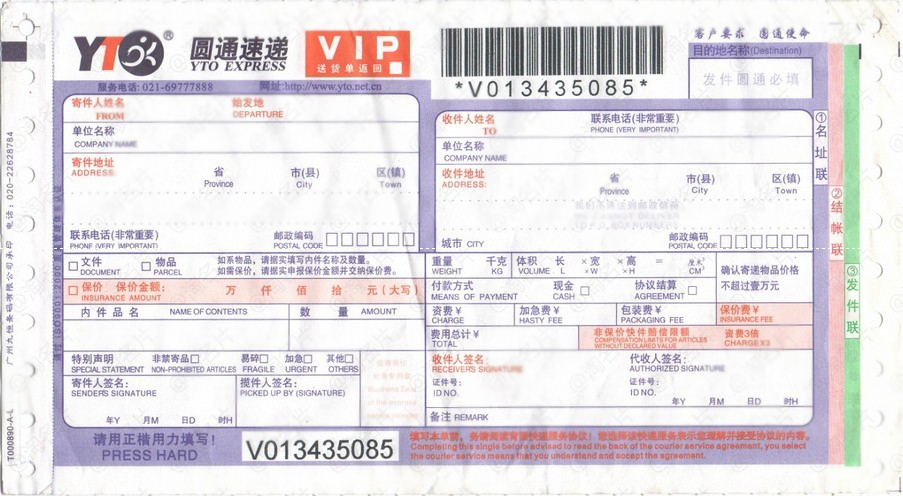 YTO® 圆通速递
YTO EXPRESS
VIP
送货单返回
服务电话: 021-69777888 网址:http://www.yto.net.cn
*V013435085*
客户要求 圆通使命
目的地名称(Destination)
发件圆通必填
寄件人姓名 始发地
FROM DEPARTURE
单位名称
COMPANY NAME
寄件地址
ADDRESS:
省 市(县) 区(镇)
Province City Town
联系电话(非常重要) 邮政编码
PHONE (VERY IMPORTANT) POSTAL CODE
收件人姓名 联系电话(非常重要)
TO PHONE (VERY IMPORTANT)
单位名称
COMPANY NAME
收件地址
ADDRESS:
省 市(县) 区(镇)
Province City Town
城市 CITY 邮政编码
POSTAL CODE
文件 物品 如系物品，请据实填写内件名称及数量。
DOCUMENT PARCEL 如需保价，请据实申报保价金额并交纳保价费。
保价 保价金额: 万 仟 佰 拾 元(大写)
INSURANCE AMOUNT
内件品名 NAME OF CONTENTS 数量 AMOUNT
特别声明 非禁寄品 易碎 加急 其他
SPECIAL STATEMENT NON-PROHIBITED ARTICLES FRAGILE URGENT OTHERS
寄件人签名: 揽件人签名:
SENDERS SIGNATURE PICKED UP BY (SIGNATURE)
年Y 月M 日D 时H
重量 千克 体积 长 × 宽 × 高 = 厘米³
WEIGHT KG VOLUME L ×W ×H CM³
确认寄递物品价格
不超过壹万元
付款方式 现金 协议结算
MEANS OF PAYMENT CASH AGREEMENT
资费¥ 加急费¥ 包装费¥ 保价费¥
CHARGE HASTY FEE PACKAGING FEE INSURANCE FEE
费用总计¥ 非保价快件赔偿限额 资费3倍
TOTAL COMPENSATION LIMITS FOR ARTICLES WITHOUT DECLARED VALUE CHARGE X3
收件人签名: 代收人签名:
RECEIVER'S SIGNATURE AUTHORIZED SIGNATURE
证件号: 证件号:
ID NO. ID NO.
年Y 月M 日D 时H
备注 REMARK
请用正楷用力填写!
PRESS HARD
V013435085
填写本单前，务请阅读背面快递服务协议！您选择该快递服务表示您理解并接受协议的内容。
Completing this single before advised to read the back of the courier service agreement, you select
the courier service means that you understand and accept the agreement.
①名址联
②结帐联
③发件联
电话: 020-22628784
T000890-A-L